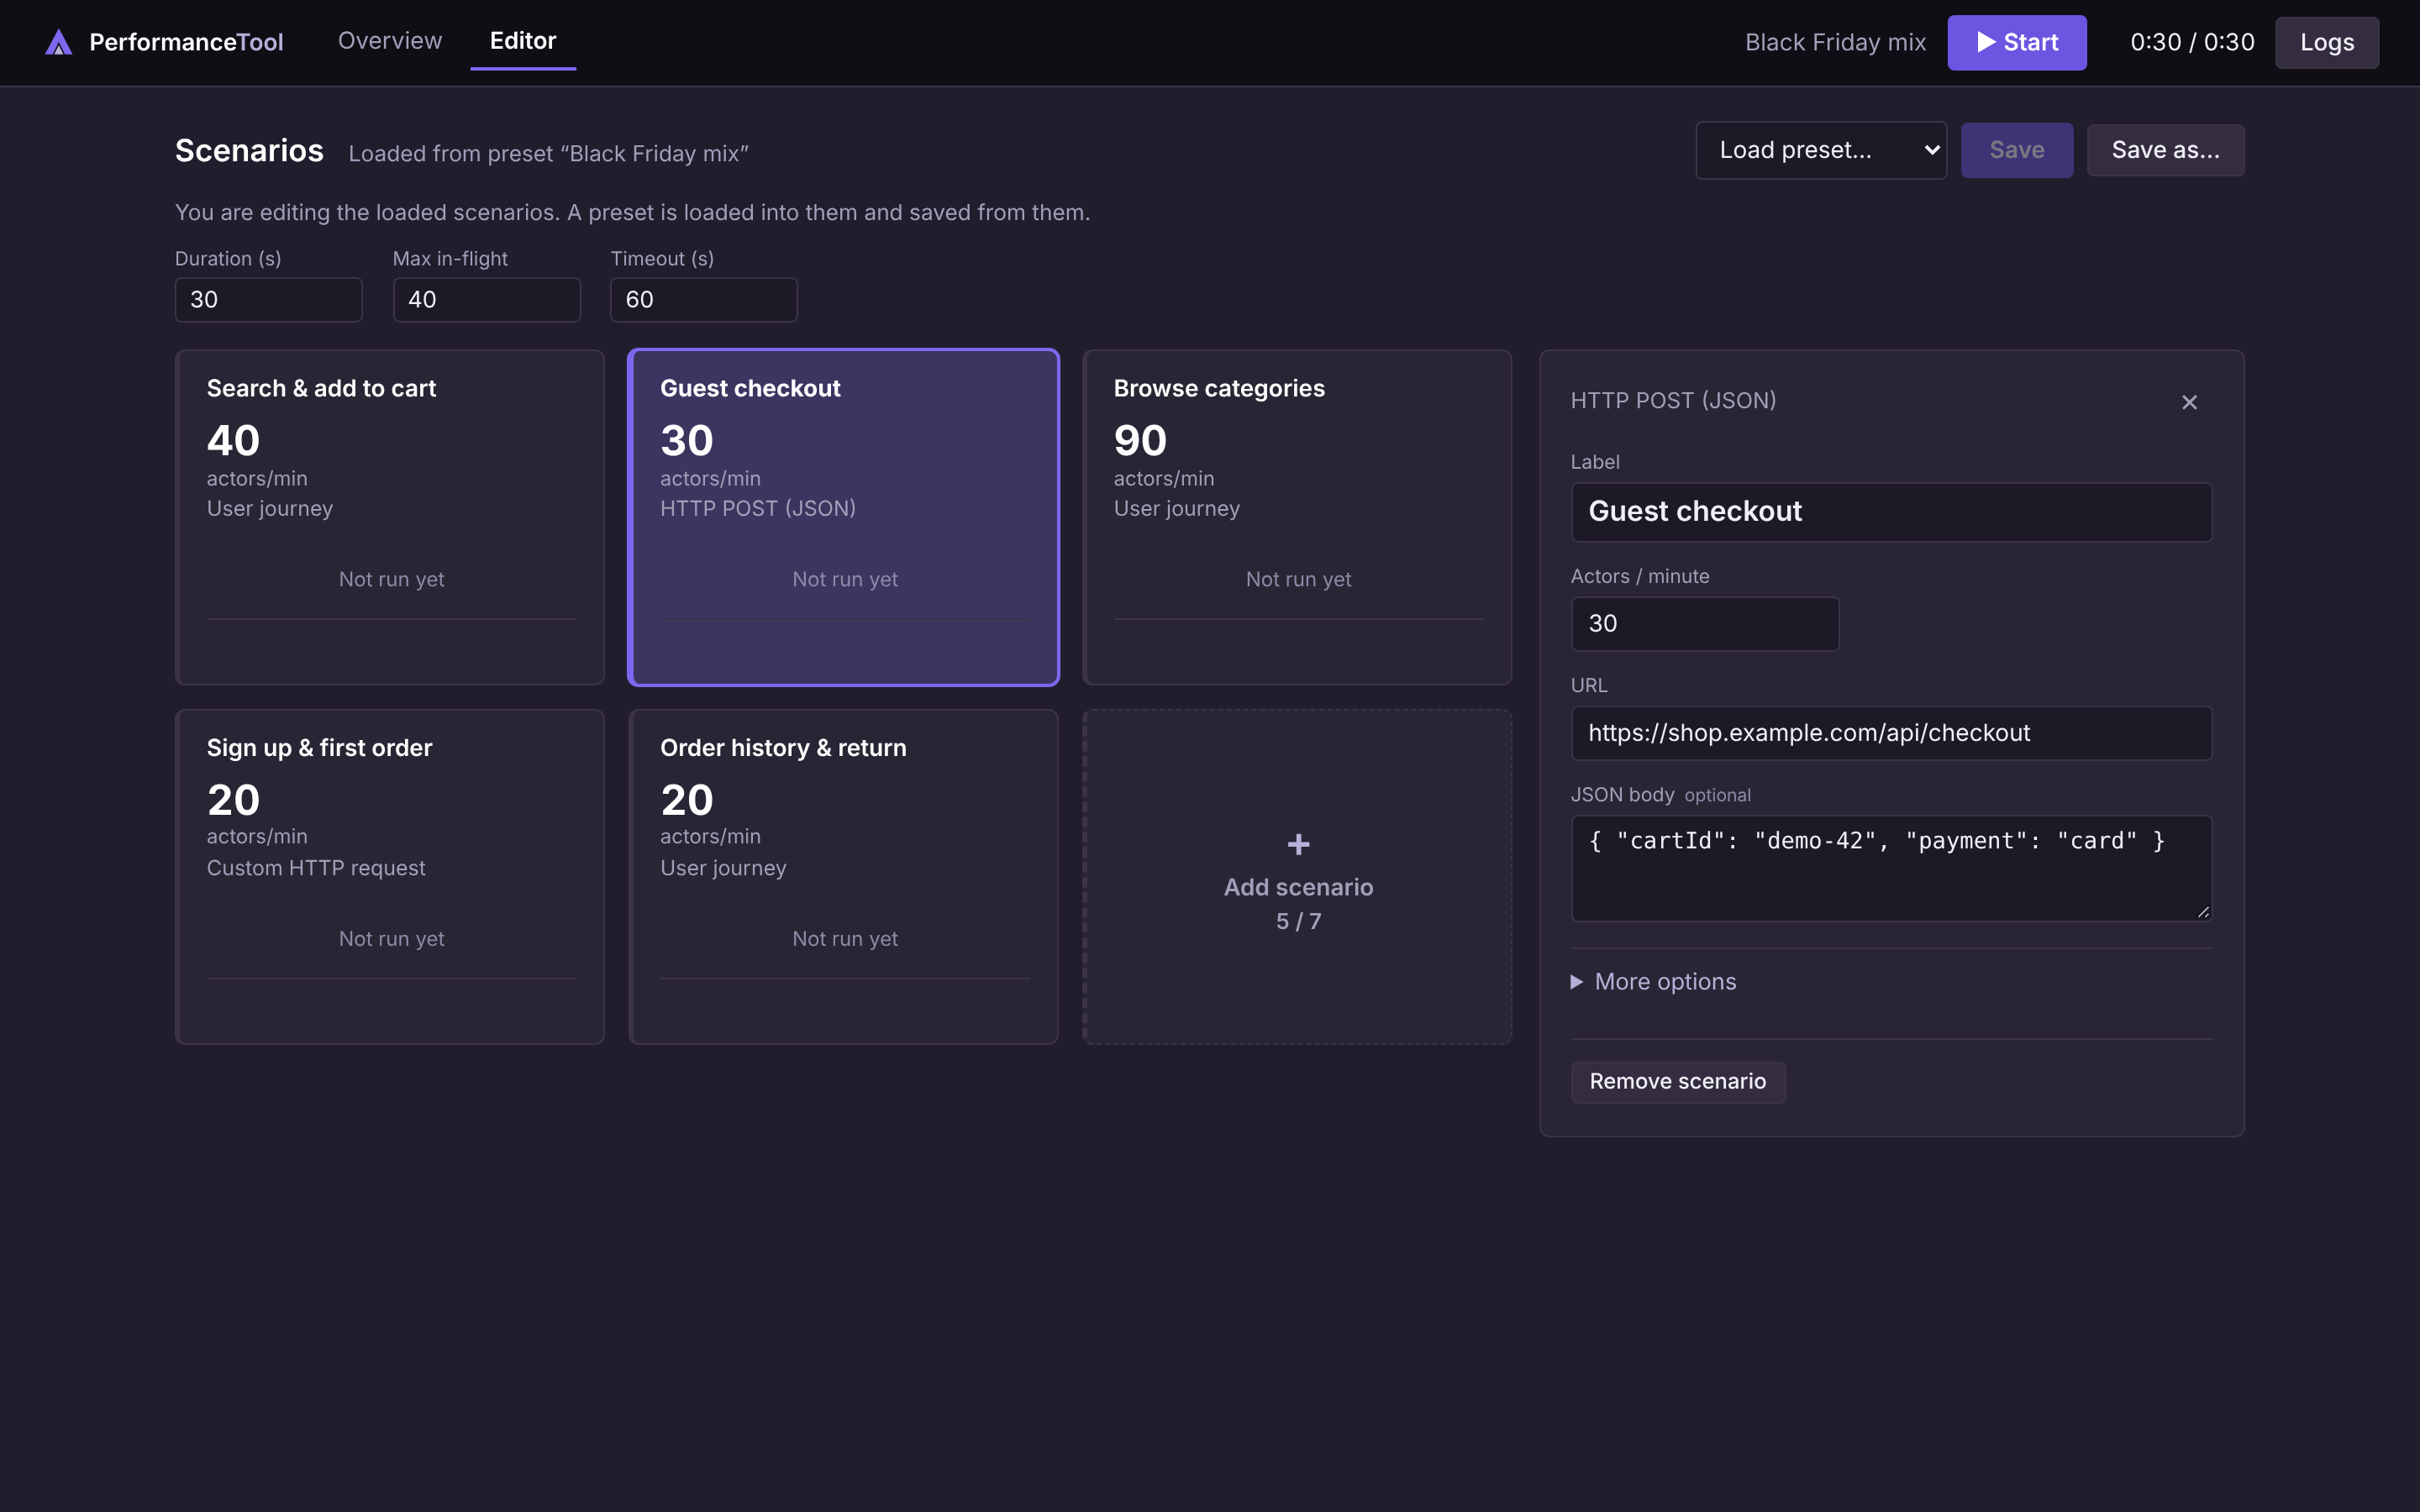 PerformanceTool
Overview
Editor
Black Friday mix
Start
0:30 / 0:30
Logs
Scenarios
Loaded from preset “Black Friday mix”
Load preset...
Save
Save as...
You are editing the loaded scenarios. A preset is loaded into them and saved from them.
Duration (s)
Max in-flight
Timeout (s)
30
40
60
Search & add to cart
40
actors/min
User journey
Not run yet
Guest checkout
30
actors/min
HTTP POST (JSON)
Not run yet
Browse categories
90
actors/min
User journey
Not run yet
Sign up & first order
20
actors/min
Custom HTTP request
Not run yet
Order history & return
20
actors/min
User journey
Not run yet
+
Add scenario
5 / 7
HTTP POST (JSON)
Label
Guest checkout
Actors / minute
30
URL
https://shop.example.com/api/checkout
JSON body optional
{ "cartId": "demo-42", "payment": "card" }
More options
Remove scenario